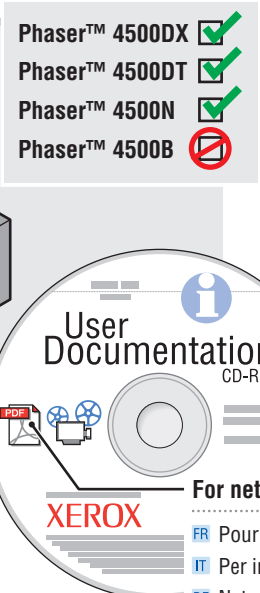 Phaser™ 4500DX
Phaser™ 4500DT
Phaser™ 4500N
Phaser™ 4500B
User
Documentation
CD-R
PDF
For net
XEROX
FR Pour
IT Per in